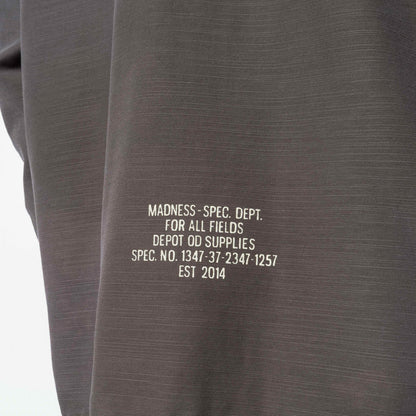 MADNESS - SPEC. DEPT.
FOR ALL FIELDS
DEPOT OD SUPPLIES
SPEC. NO. 1347-37-2347-1257
EST 2014